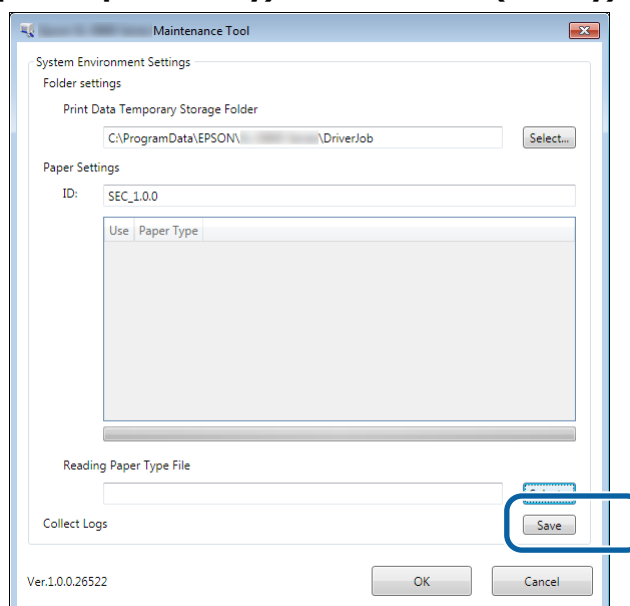 Maintenance Tool
System Environment Settings
Folder settings
Print Data Temporary Storage Folder
C:\ProgramData\EPSON\ \DriverJob Select...
Paper Settings
ID: SEC_1.0.0
Use Paper Type
Reading Paper Type File
Collect Logs Save
Ver.1.0.0.26522 OK Cancel